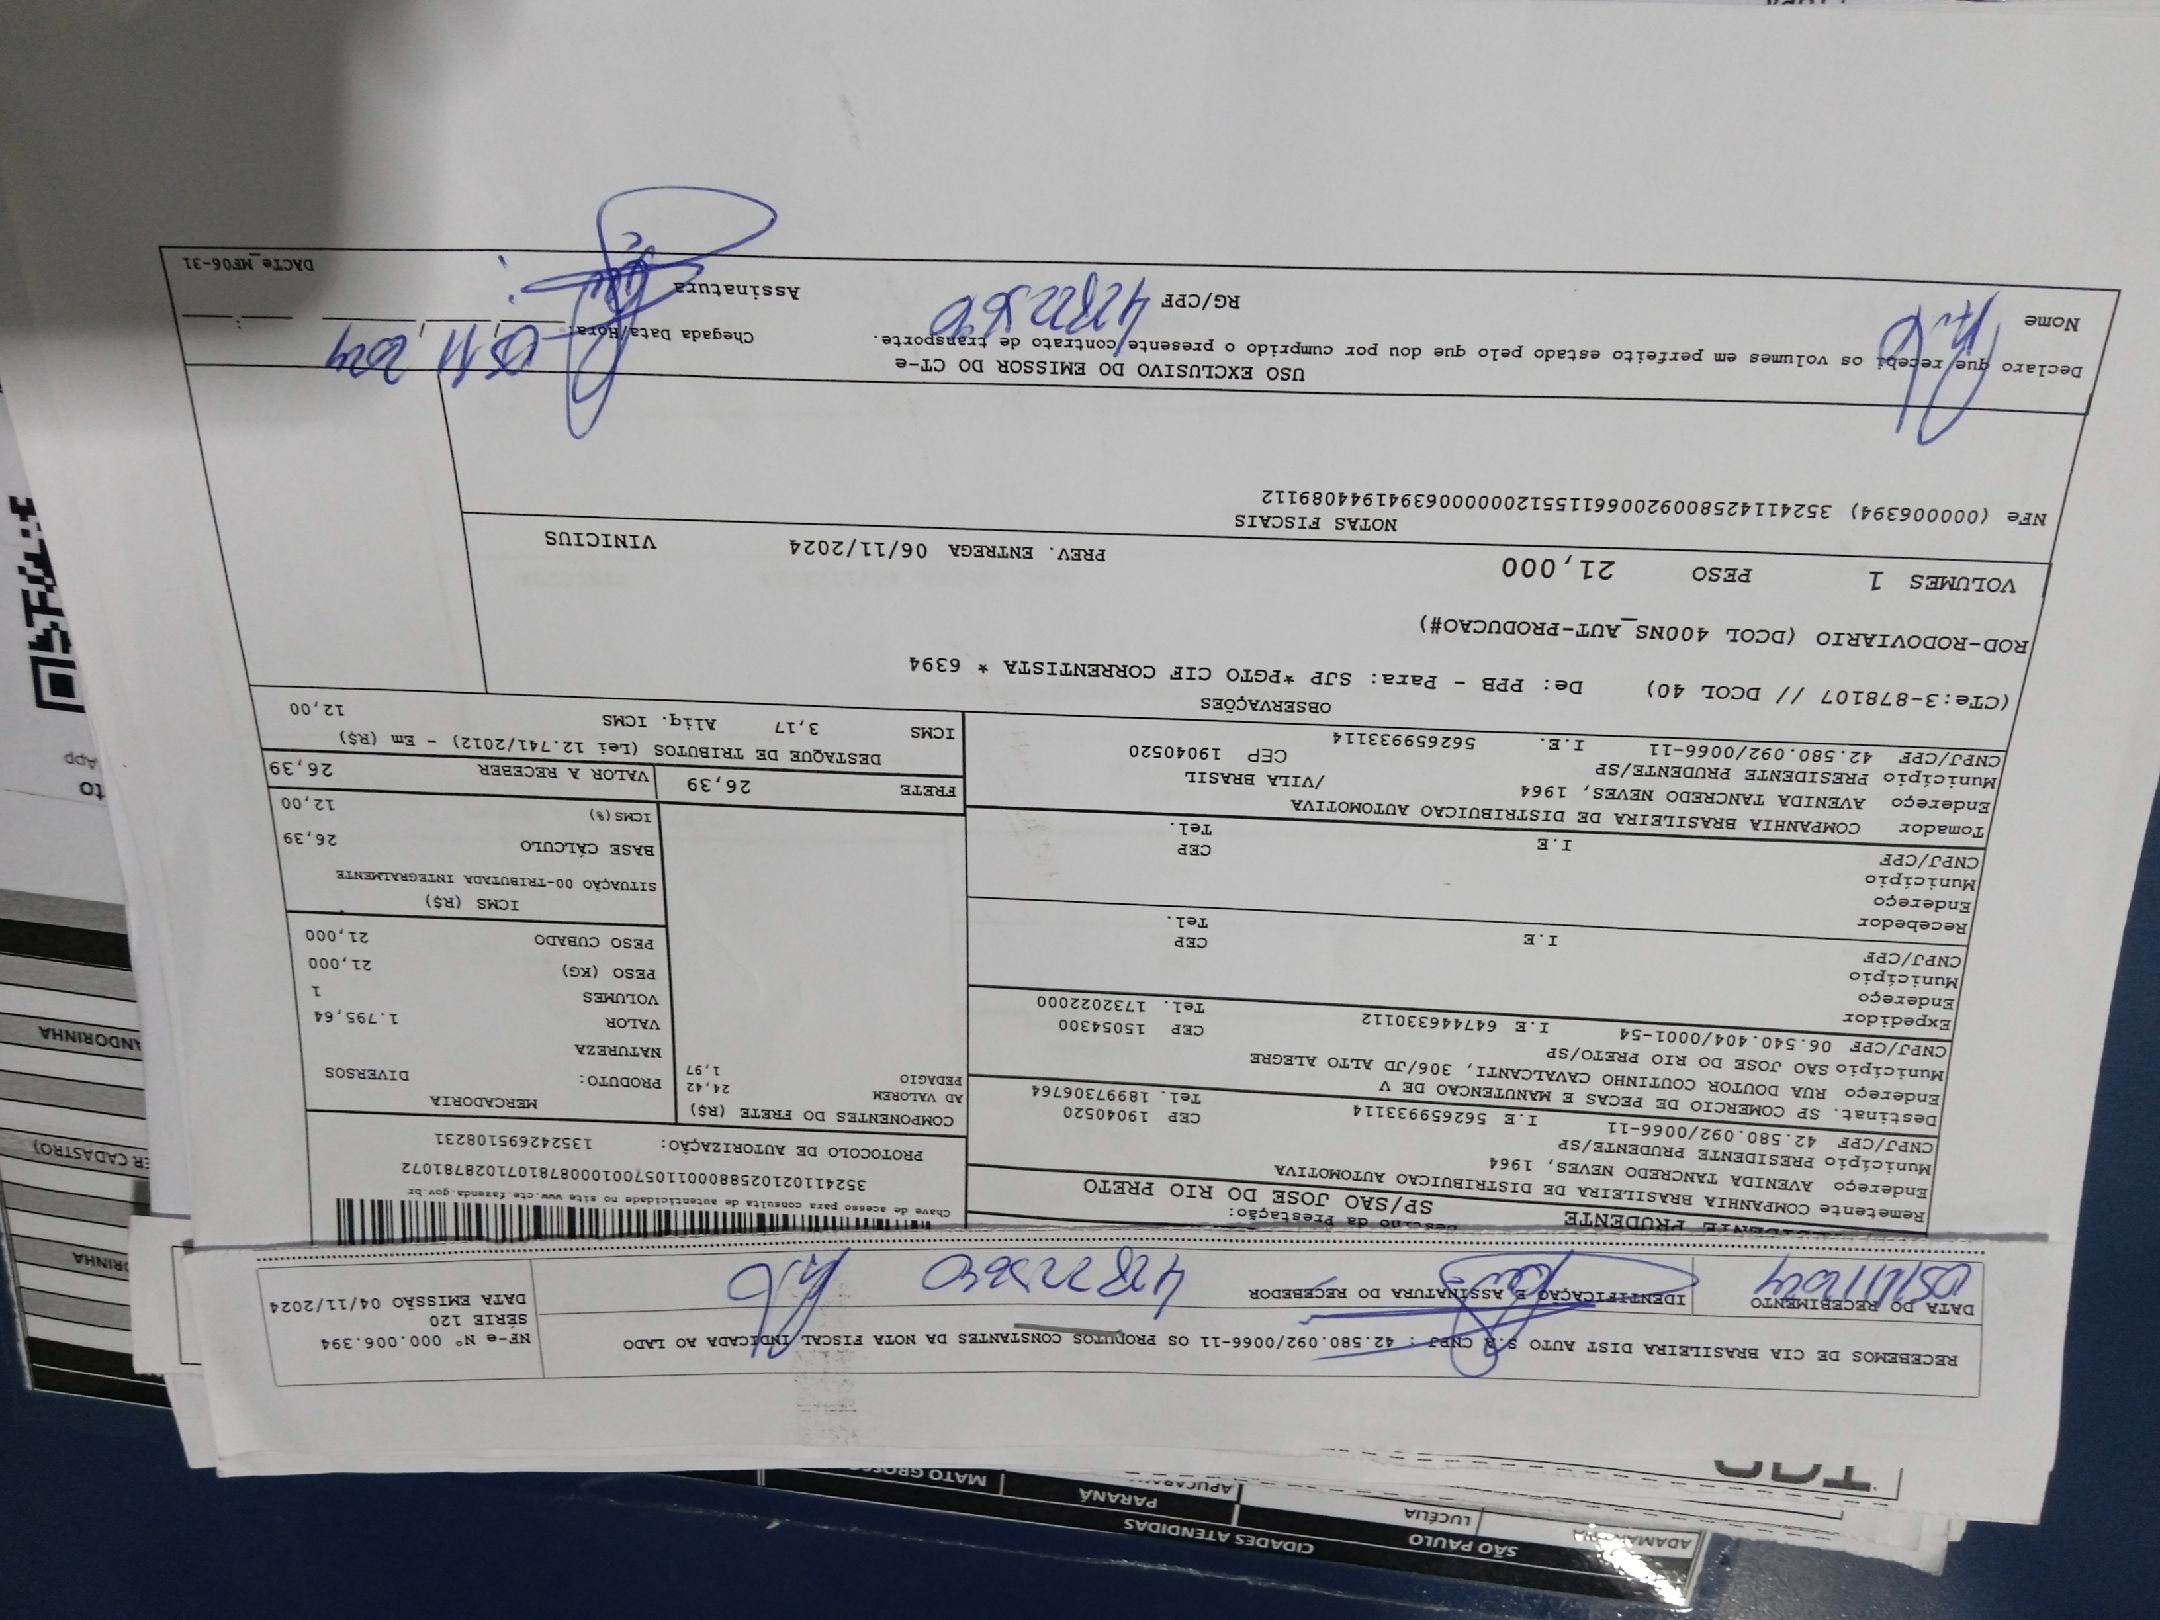 RECEBEMOS DE CIA BRASILEIRA DIST AUTO S.A CNPJ : 42.580.092/0066-11 OS PRODUTOS CONSTANTES DA NOTA FISCAL INDICADA AO LADO
DATA DO RECEBIMENTO
05/11/2024
IDENTIFICAÇÃO E ASSINATURA DO RECEBEDOR
NF-e Nº 000.006.394
SÉRIE 120
DATA EMISSÃO 04/11/2024
PRUDENTE
Destino da Prestação:
SP/SAO JOSE DO RIO PRETO
Remetente COMPANHIA BRASILEIRA DE DISTRIBUICAO AUTOMOTIVA
Endereço AVENIDA TANCREDO NEVES, 1964
Município PRESIDENTE PRUDENTE/SP CEP 19040520
CNPJ/CPF 42.580.092/0066-11 I.E 562659933114 Tel. 18997306764
Destinat. SP COMERCIO DE PECAS E MANUTENCAO DE V
Endereço RUA DOUTOR COUTINHO CAVALCANTI, 306/JD ALTO ALEGRE
Município SAO JOSE DO RIO PRETO/SP CEP 15054300
CNPJ/CPF 06.540.404/0001-54 I.E 647446330112 Tel. 1732022000
Expedidor
Endereço
Município CEP
CNPJ/CPF I.E Tel.
Recebedor
Endereço
Município CEP
CNPJ/CPF I.E Tel.
Tomador COMPANHIA BRASILEIRA DE DISTRIBUICAO AUTOMOTIVA
Endereço AVENIDA TANCREDO NEVES, 1964 /VILA BRASIL
Município PRESIDENTE PRUDENTE/SP CEP 19040520
CNPJ/CPF 42.580.092/0066-11 I.E. 562659933114
Chave de acesso para consulta de autenticidade no site www.cte.fazenda.gov.br
35241102102588000110570010008781071028781072
PROTOCOLO DE AUTORIZAÇÃO: 135242695108231
COMPONENTES DO FRETE (R$)
AD VALOREM 24,42
PEDAGIO 1,97
MERCADORIA
PRODUTO: DIVERSOS
NATUREZA
VALOR 1.795,64
VOLUMES 1
PESO (KG) 21,000
PESO CUBADO 21,000
ICMS (R$)
SITUAÇÃO 00-TRIBUTADA INTEGRALMENTE
BASE CÁLCULO 26,39
ICMS(%) 12,00
FRETE 26,39 VALOR A RECEBER 26,39
DESTAQUE DE TRIBUTOS (Lei 12.741/2012) - Em (R$)
ICMS 3,17 Aliq. ICMS 12,00
OBSERVAÇÕES
(CTe:3-878107 // DCOL 40) De: PPB - Para: SJP *PGTO CIF CORRENTISTA * 6394
ROD-RODOVIARIO (DCOL 400NS_AUT-PRODUCAO#)
VOLUMES 1 PESO 21,000 PREV. ENTREGA 06/11/2024 VINICIUS
NOTAS FISCAIS
NFe (000006394) 35241142580092006611551200000063941944089112
USO EXCLUSIVO DO EMISSOR DO CT-e
Declaro que recebi os volumes em perfeito estado pelo que dou por cumprido o presente contrato de transporte.
Nome
RG/CPF
Assinatura
Chegada Data/Hora:
05 11 2024
DACTe_MF06-31
CIDADES ATENDIDAS
SÃO PAULO
PARANÁ
LUCÉLIA
ER CADASTRO)